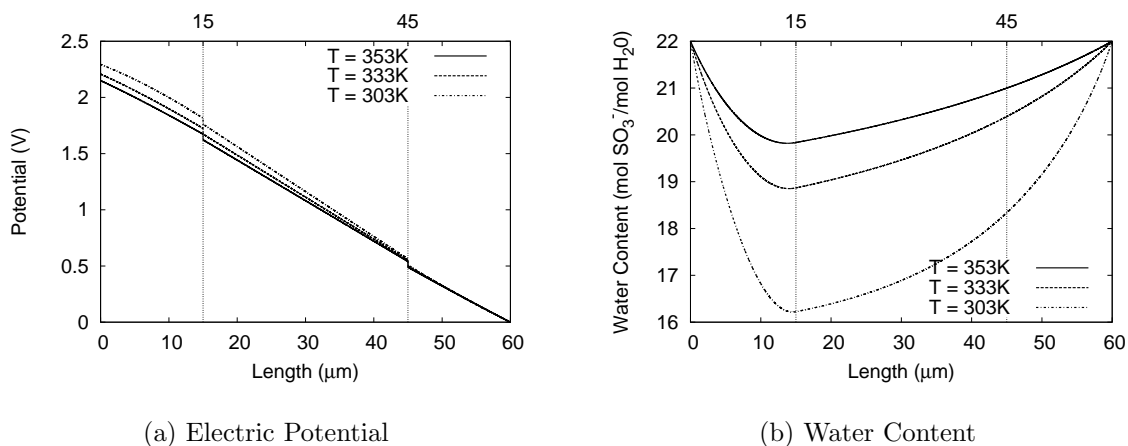 15 45
2.5
2
1.5
1
0.5
0
Potential (V)
T = 353K
T = 333K
T = 303K
0 10 20 30 40 50 60
Length (μm)
(a) Electric Potential
15 45
22
21
20
19
18
17
16
Water Content (mol SO₃⁻/mol H₂0)
T = 353K
T = 333K
T = 303K
0 10 20 30 40 50 60
Length (μm)
(b) Water Content